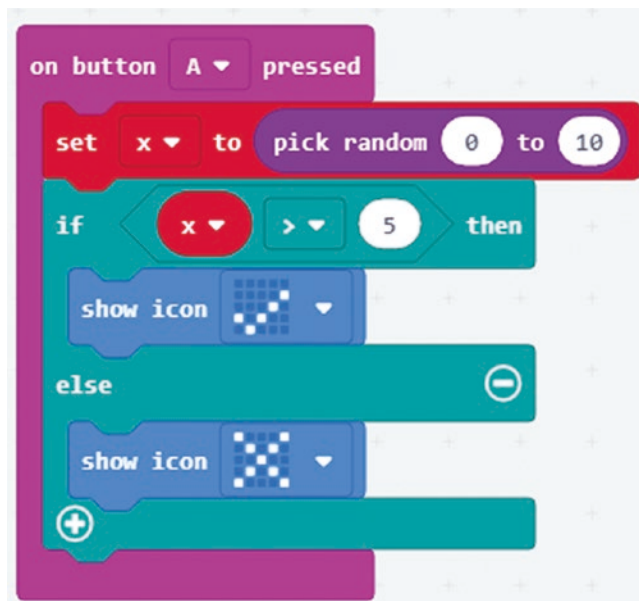 on button A pressed
set x to pick random 0 to 10
if x > 5 then
show icon
else
show icon